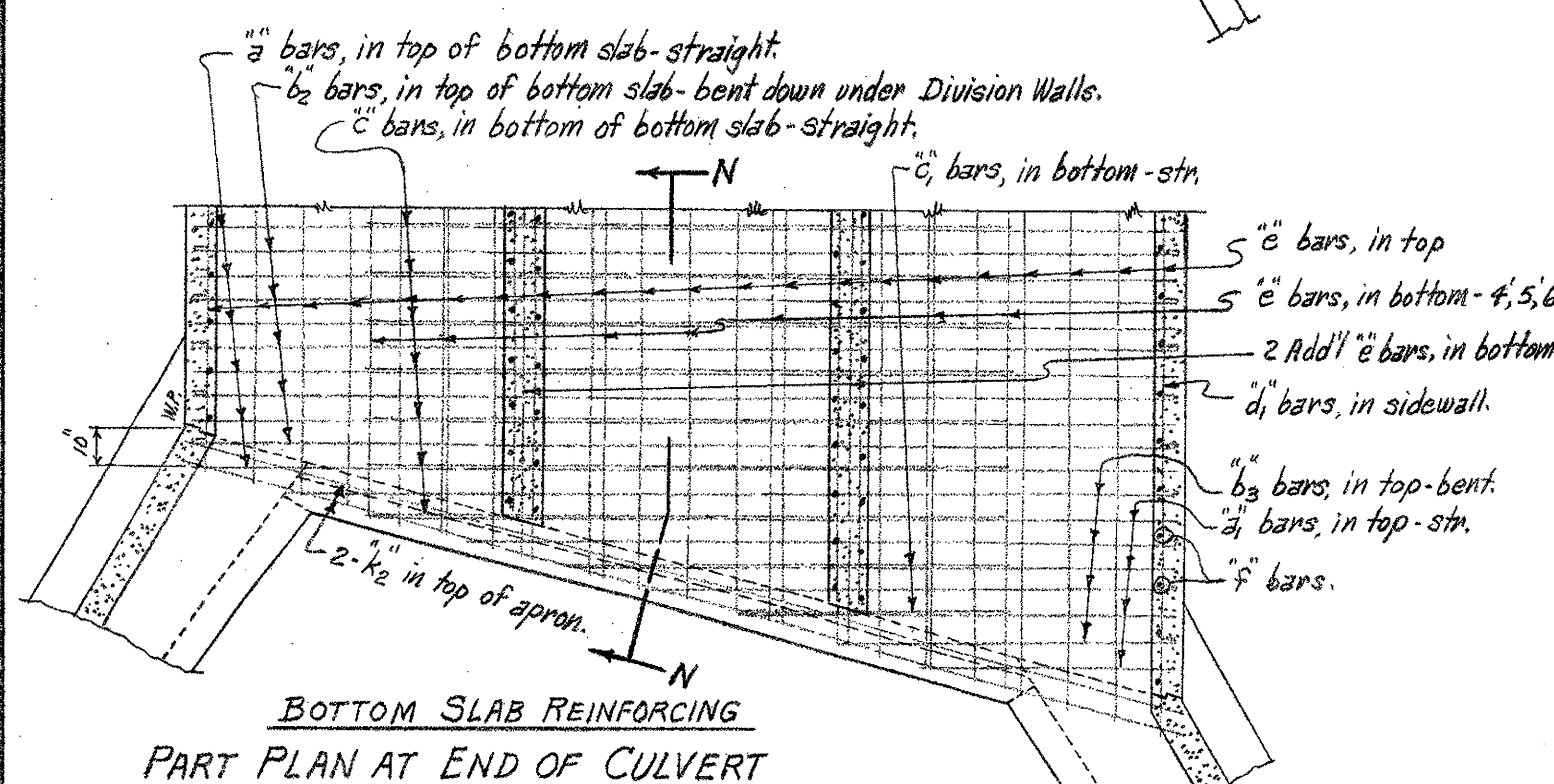 "a" bars, in top of bottom slab-straight.
"b2" bars, in top of bottom slab-bent down under Division Walls.
"c" bars, in bottom of bottom slab-straight.
N
"c1" bars, in bottom-str.
"e" bars, in top
"e" bars, in bottom-4',5',6
2 Add'l "e" bars, in bottom
"d1" bars, in sidewall.
W.P.
10"
"b3" bars, in top-bent.
"a1" bars, in top-str.
"f" bars.
2-"k2" in top of apron.
N
BOTTOM SLAB REINFORCING
PART PLAN AT END OF CULVERT